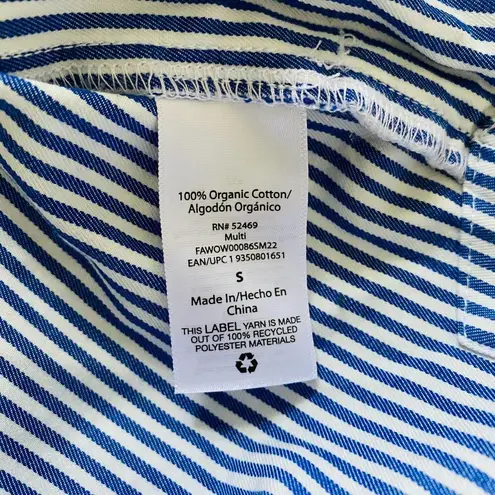 100% Organic Cotton/
Algodón Orgánico
RN# 52469
Multi
FAWOW00086SM22
EAN/UPC 1 9350801651
S
Made In/Hecho En
China
THIS LABEL YARN IS MADE
OUT OF 100% RECYCLED
POLYESTER MATERIALS